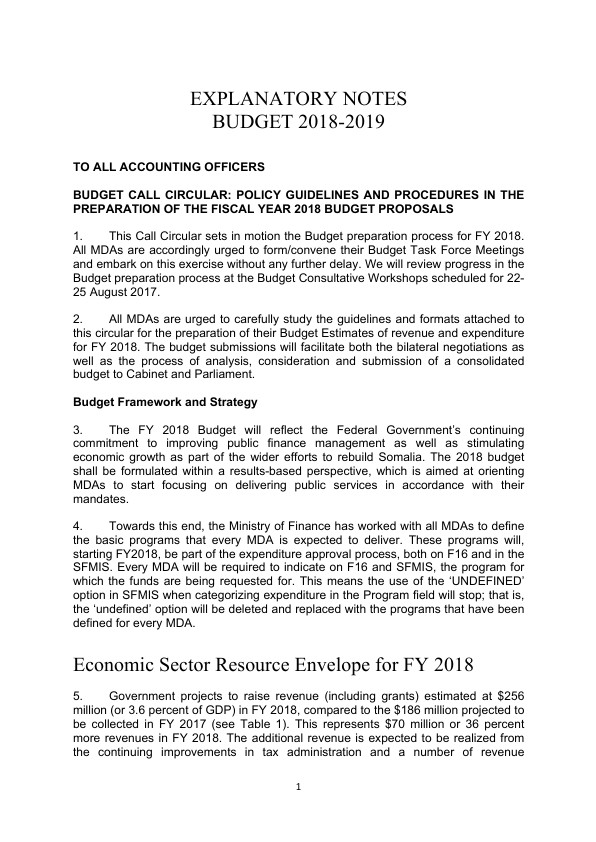 EXPLANATORY NOTES
BUDGET 2018-2019
TO ALL ACCOUNTING OFFICERS
BUDGET CALL CIRCULAR: POLICY GUIDELINES AND PROCEDURES IN THE
PREPARATION OF THE FISCAL YEAR 2018 BUDGET PROPOSALS
1. This Call Circular sets in motion the Budget preparation process for FY 2018.
All MDAs are accordingly urged to form/convene their Budget Task Force Meetings
and embark on this exercise without any further delay. We will review progress in the
Budget preparation process at the Budget Consultative Workshops scheduled for 22-
25 August 2017.
2. All MDAs are urged to carefully study the guidelines and formats attached to
this circular for the preparation of their Budget Estimates of revenue and expenditure
for FY 2018. The budget submissions will facilitate both the bilateral negotiations as
well as the process of analysis, consideration and submission of a consolidated
budget to Cabinet and Parliament.
Budget Framework and Strategy
3. The FY 2018 Budget will reflect the Federal Government's continuing
commitment to improving public finance management as well as stimulating
economic growth as part of the wider efforts to rebuild Somalia. The 2018 budget
shall be formulated within a results-based perspective, which is aimed at orienting
MDAs to start focusing on delivering public services in accordance with their
mandates.
4. Towards this end, the Ministry of Finance has worked with all MDAs to define
the basic programs that every MDA is expected to deliver. These programs will,
starting FY2018, be part of the expenditure approval process, both on F16 and in the
SFMIS. Every MDA will be required to indicate on F16 and SFMIS, the program for
which the funds are being requested for. This means the use of the 'UNDEFINED'
option in SFMIS when categorizing expenditure in the Program field will stop; that is,
the 'undefined' option will be deleted and replaced with the programs that have been
defined for every MDA.
Economic Sector Resource Envelope for FY 2018
5. Government projects to raise revenue (including grants) estimated at $256
million (or 3.6 percent of GDP) in FY 2018, compared to the $186 million projected to
be collected in FY 2017 (see Table 1). This represents $70 million or 36 percent
more revenues in FY 2018. The additional revenue is expected to be realized from
the continuing improvements in tax administration and a number of revenue
1